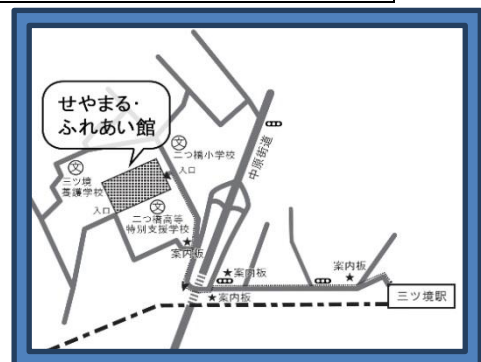 せやまる・
ふれあい館
文
二つ橋小学校
入口
中原街道
文
三ツ境
養護学校
入口
文
二つ橋高等
特別支援学校
★
案内板
★案内板
案内板
★
★案内板
三ツ境駅